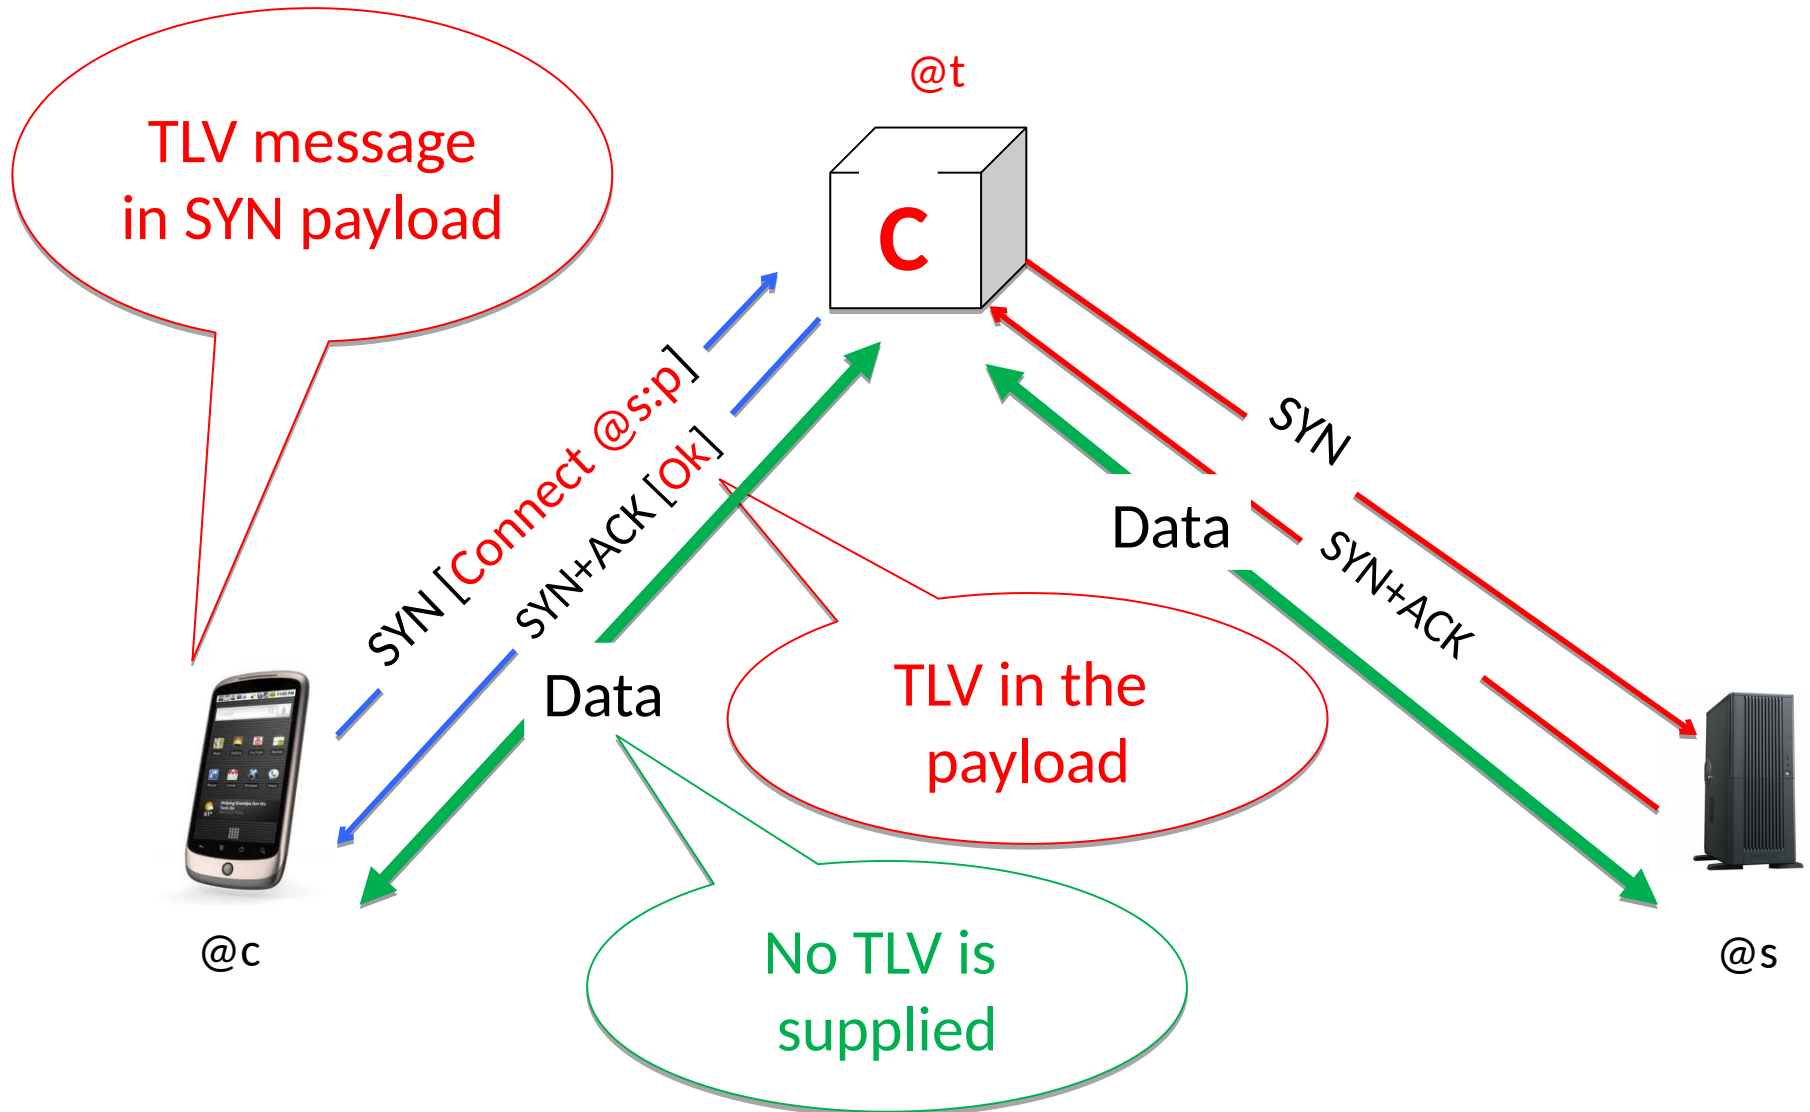 @t
TLV message
in SYN payload
C
SYN [Connect @s:p]
SYN+ACK [Ok]
SYN
Data
SYN+ACK
Data
TLV in the
payload
No TLV is
supplied
@c
@s